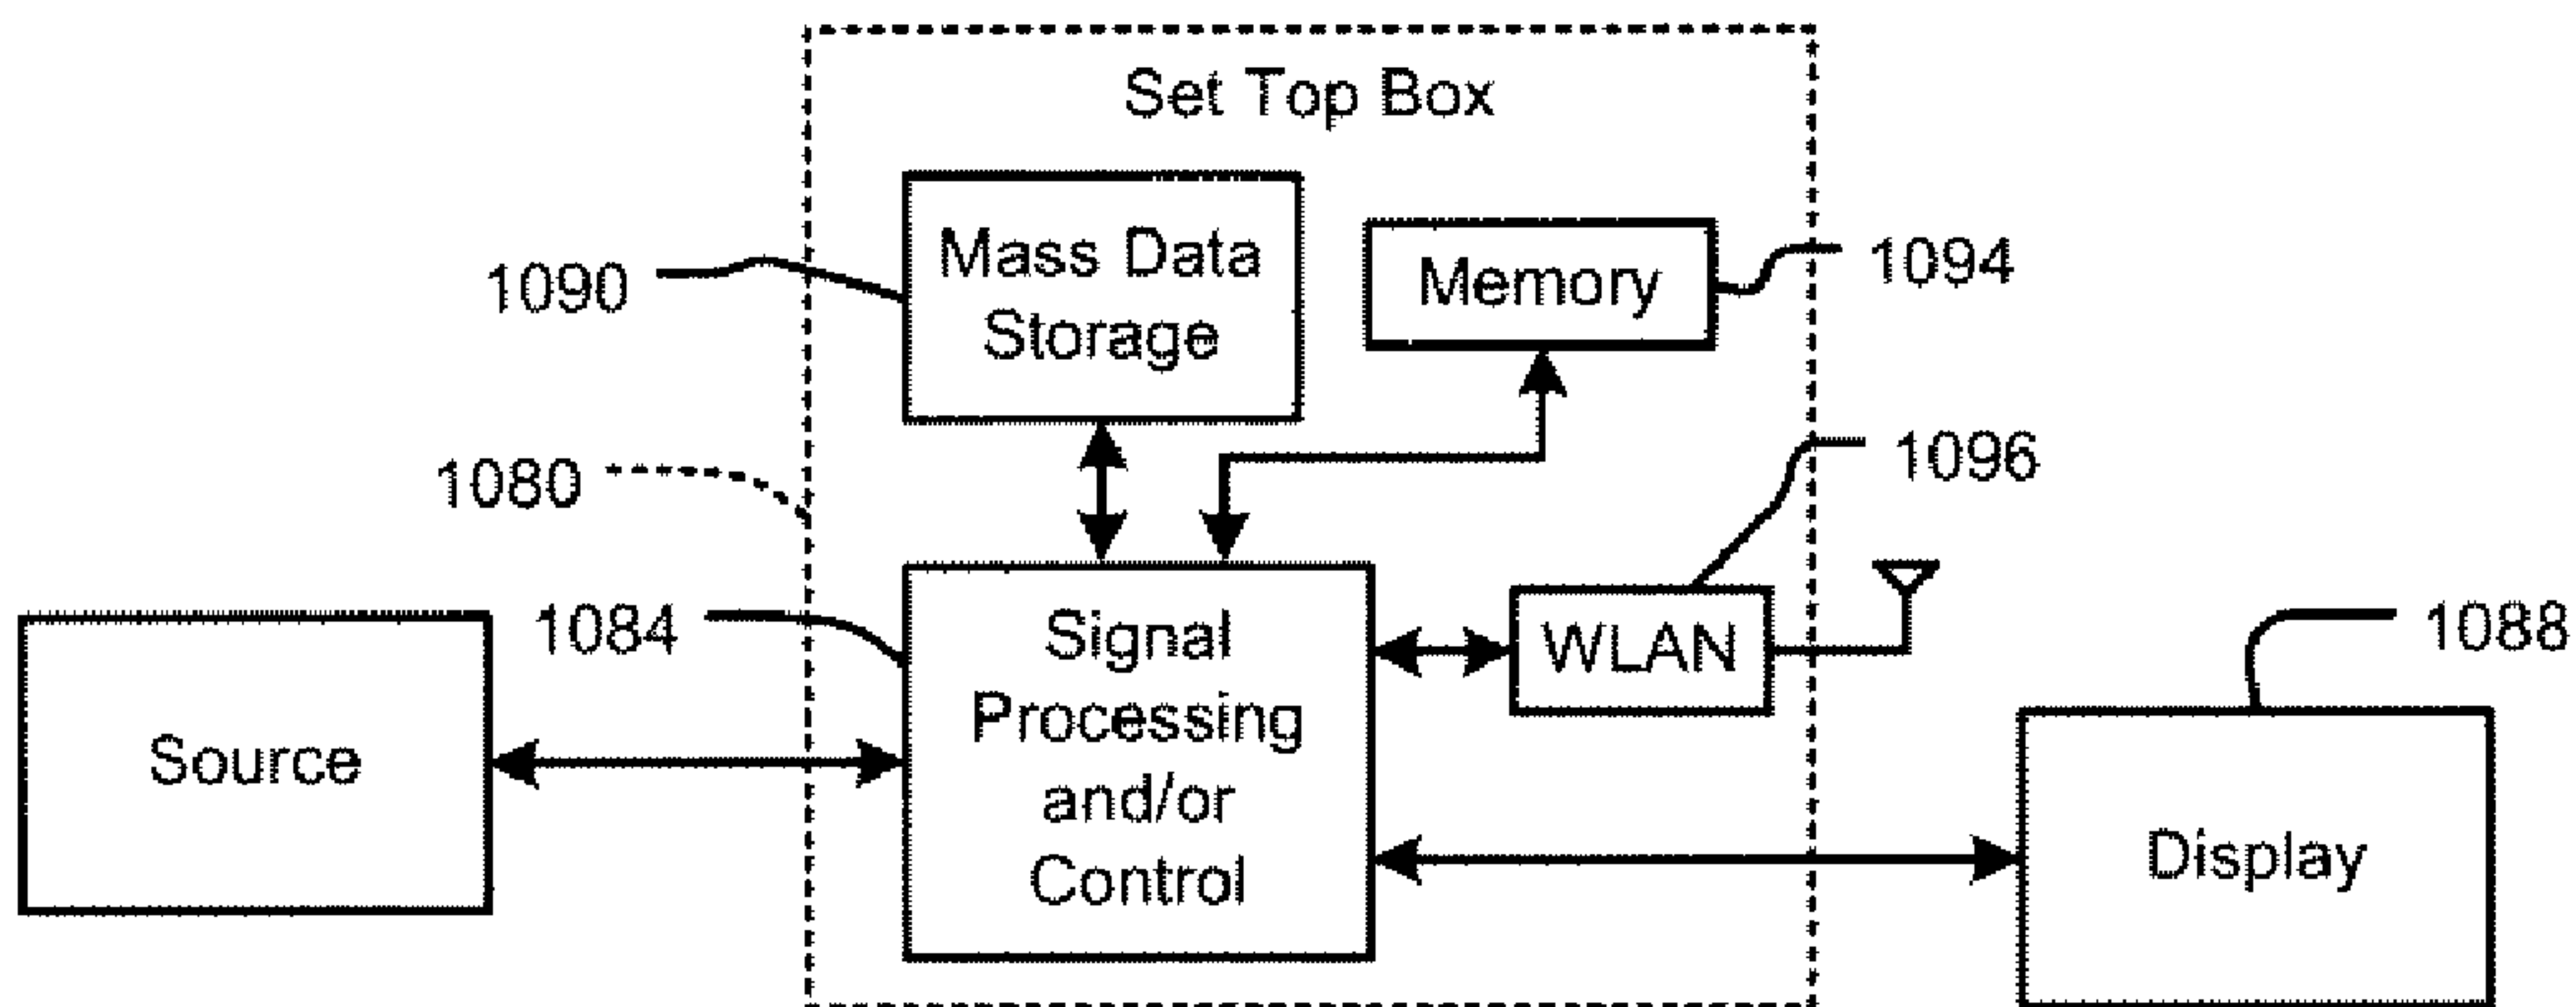 Set Top Box
Mass Data
Storage
Memory
1090
1094
1080
1096
1084
Signal
Processing
and/or
Control
WLAN
1088
Source
Display